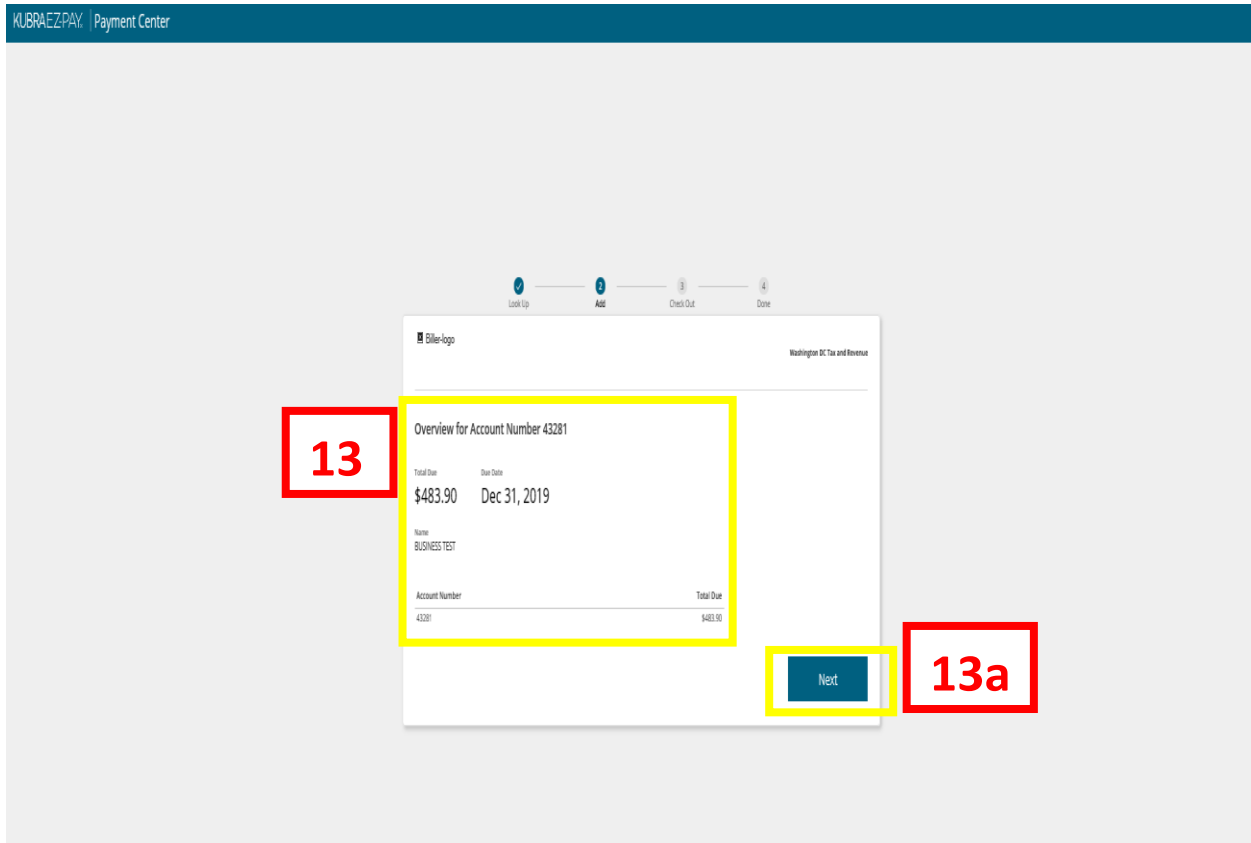 KUBRA EZ-PAY. | Payment Center
2 3 4
Look Up Add Check Out Done
Biller-logo
Washington DC Tax and Revenue
13
Overview for Account Number 43281
Total Due Due Date
$483.90 Dec 31, 2019
Name
BUSINESS TEST
Account Number Total Due
43281 $483.90
Next
13a